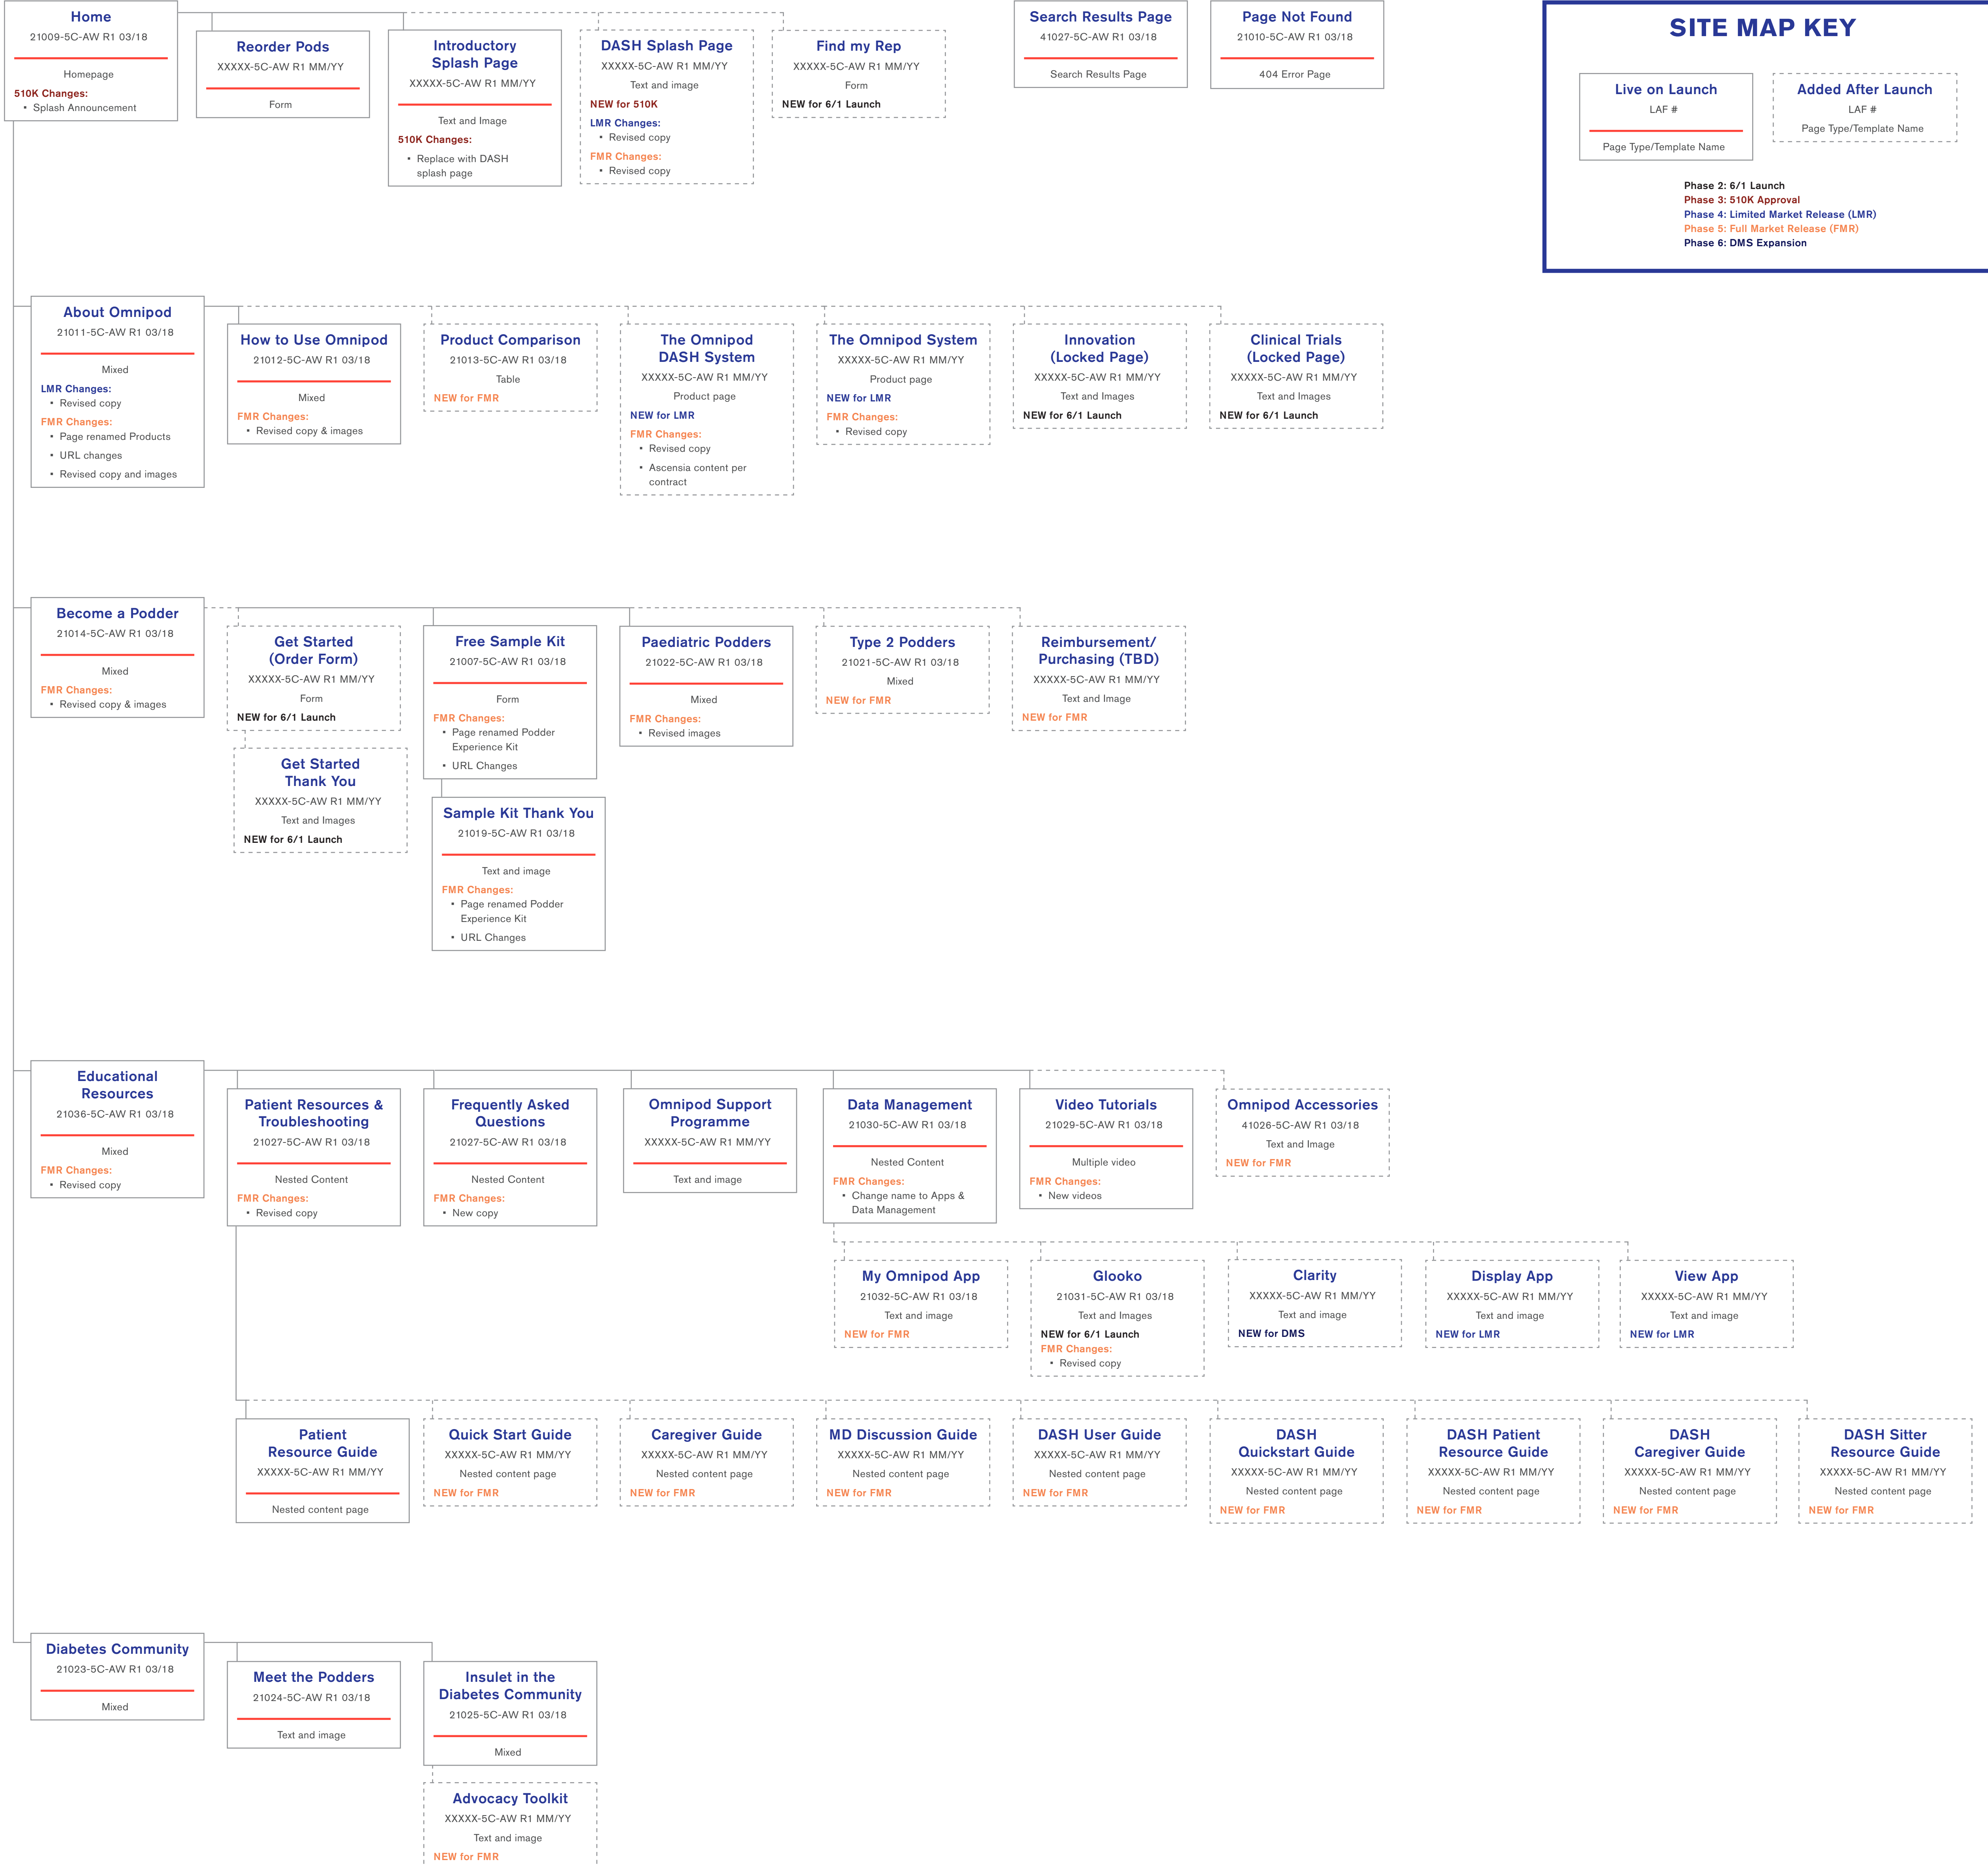 Home
21009-5C-AW R1 03/18
Homepage
510K Changes:
• Splash Announcement
Reorder Pods
XXXXX-5C-AW R1 MM/YY
Form
Introductory
Splash Page
XXXXX-5C-AW R1 MM/YY
Text and Image
510K Changes:
• Replace with DASH
splash page
DASH Splash Page
XXXXX-5C-AW R1 MM/YY
Text and image
NEW for 510K
LMR Changes:
• Revised copy
FMR Changes:
• Revised copy
Find my Rep
XXXXX-5C-AW R1 MM/YY
Form
NEW for 6/1 Launch
Search Results Page
41027-5C-AW R1 03/18
Search Results Page
Page Not Found
21010-5C-AW R1 03/18
404 Error Page
SITE MAP KEY
Live on Launch
LAF #
Page Type/Template Name
Added After Launch
LAF #
Page Type/Template Name
Phase 2: 6/1 Launch
Phase 3: 510K Approval
Phase 4: Limited Market Release (LMR)
Phase 5: Full Market Release (FMR)
Phase 6: DMS Expansion
About Omnipod
21011-5C-AW R1 03/18
Mixed
LMR Changes:
• Revised copy
FMR Changes:
• Page renamed Products
• URL changes
• Revised copy and images
How to Use Omnipod
21012-5C-AW R1 03/18
Mixed
FMR Changes:
• Revised copy & images
Product Comparison
21013-5C-AW R1 03/18
Table
NEW for FMR
The Omnipod
DASH System
XXXXX-5C-AW R1 MM/YY
Product page
NEW for LMR
FMR Changes:
• Revised copy
• Ascensia content per
contract
The Omnipod System
XXXXX-5C-AW R1 MM/YY
Product page
NEW for LMR
FMR Changes:
• Revised copy
Innovation
(Locked Page)
XXXXX-5C-AW R1 MM/YY
Text and Images
NEW for 6/1 Launch
Clinical Trials
(Locked Page)
XXXXX-5C-AW R1 MM/YY
Text and Images
NEW for 6/1 Launch
Become a Podder
21014-5C-AW R1 03/18
Mixed
FMR Changes:
• Revised copy & images
Get Started
(Order Form)
XXXXX-5C-AW R1 MM/YY
Form
NEW for 6/1 Launch
Get Started
Thank You
XXXXX-5C-AW R1 MM/YY
Text and Images
NEW for 6/1 Launch
Free Sample Kit
21007-5C-AW R1 03/18
Form
FMR Changes:
• Page renamed Podder
Experience Kit
• URL Changes
Sample Kit Thank You
21019-5C-AW R1 03/18
Text and image
FMR Changes:
• Page renamed Podder
Experience Kit
• URL Changes
Paediatric Podders
21022-5C-AW R1 03/18
Mixed
FMR Changes:
• Revised images
Type 2 Podders
21021-5C-AW R1 03/18
Mixed
NEW for FMR
Reimbursement/
Purchasing (TBD)
XXXXX-5C-AW R1 MM/YY
Text and Image
NEW for FMR
Educational
Resources
21036-5C-AW R1 03/18
Mixed
FMR Changes:
• Revised copy
Patient Resources &
Troubleshooting
21027-5C-AW R1 03/18
Nested Content
FMR Changes:
• Revised copy
Frequently Asked
Questions
21027-5C-AW R1 03/18
Nested Content
FMR Changes:
• New copy
Omnipod Support
Programme
XXXXX-5C-AW R1 MM/YY
Text and image
Data Management
21030-5C-AW R1 03/18
Nested Content
FMR Changes:
• Change name to Apps &
Data Management
Video Tutorials
21029-5C-AW R1 03/18
Multiple video
FMR Changes:
• New videos
Omnipod Accessories
41026-5C-AW R1 03/18
Text and Image
NEW for FMR
My Omnipod App
21032-5C-AW R1 03/18
Text and image
NEW for FMR
Glooko
21031-5C-AW R1 03/18
Text and Images
NEW for 6/1 Launch
FMR Changes:
• Revised copy
Clarity
XXXXX-5C-AW R1 MM/YY
Text and image
NEW for DMS
Display App
XXXXX-5C-AW R1 MM/YY
Text and image
NEW for LMR
View App
XXXXX-5C-AW R1 MM/YY
Text and image
NEW for LMR
Patient
Resource Guide
XXXXX-5C-AW R1 MM/YY
Nested content page
Quick Start Guide
XXXXX-5C-AW R1 MM/YY
Nested content page
NEW for FMR
Caregiver Guide
XXXXX-5C-AW R1 MM/YY
Nested content page
NEW for FMR
MD Discussion Guide
XXXXX-5C-AW R1 MM/YY
Nested content page
NEW for FMR
DASH User Guide
XXXXX-5C-AW R1 MM/YY
Nested content page
NEW for FMR
DASH
Quickstart Guide
XXXXX-5C-AW R1 MM/YY
Nested content page
NEW for FMR
DASH Patient
Resource Guide
XXXXX-5C-AW R1 MM/YY
Nested content page
NEW for FMR
DASH
Caregiver Guide
XXXXX-5C-AW R1 MM/YY
Nested content page
NEW for FMR
DASH Sitter
Resource Guide
XXXXX-5C-AW R1 MM/YY
Nested content page
NEW for FMR
Diabetes Community
21023-5C-AW R1 03/18
Mixed
Meet the Podders
21024-5C-AW R1 03/18
Text and image
Insulet in the
Diabetes Community
21025-5C-AW R1 03/18
Mixed
Advocacy Toolkit
XXXXX-5C-AW R1 MM/YY
Text and image
NEW for FMR